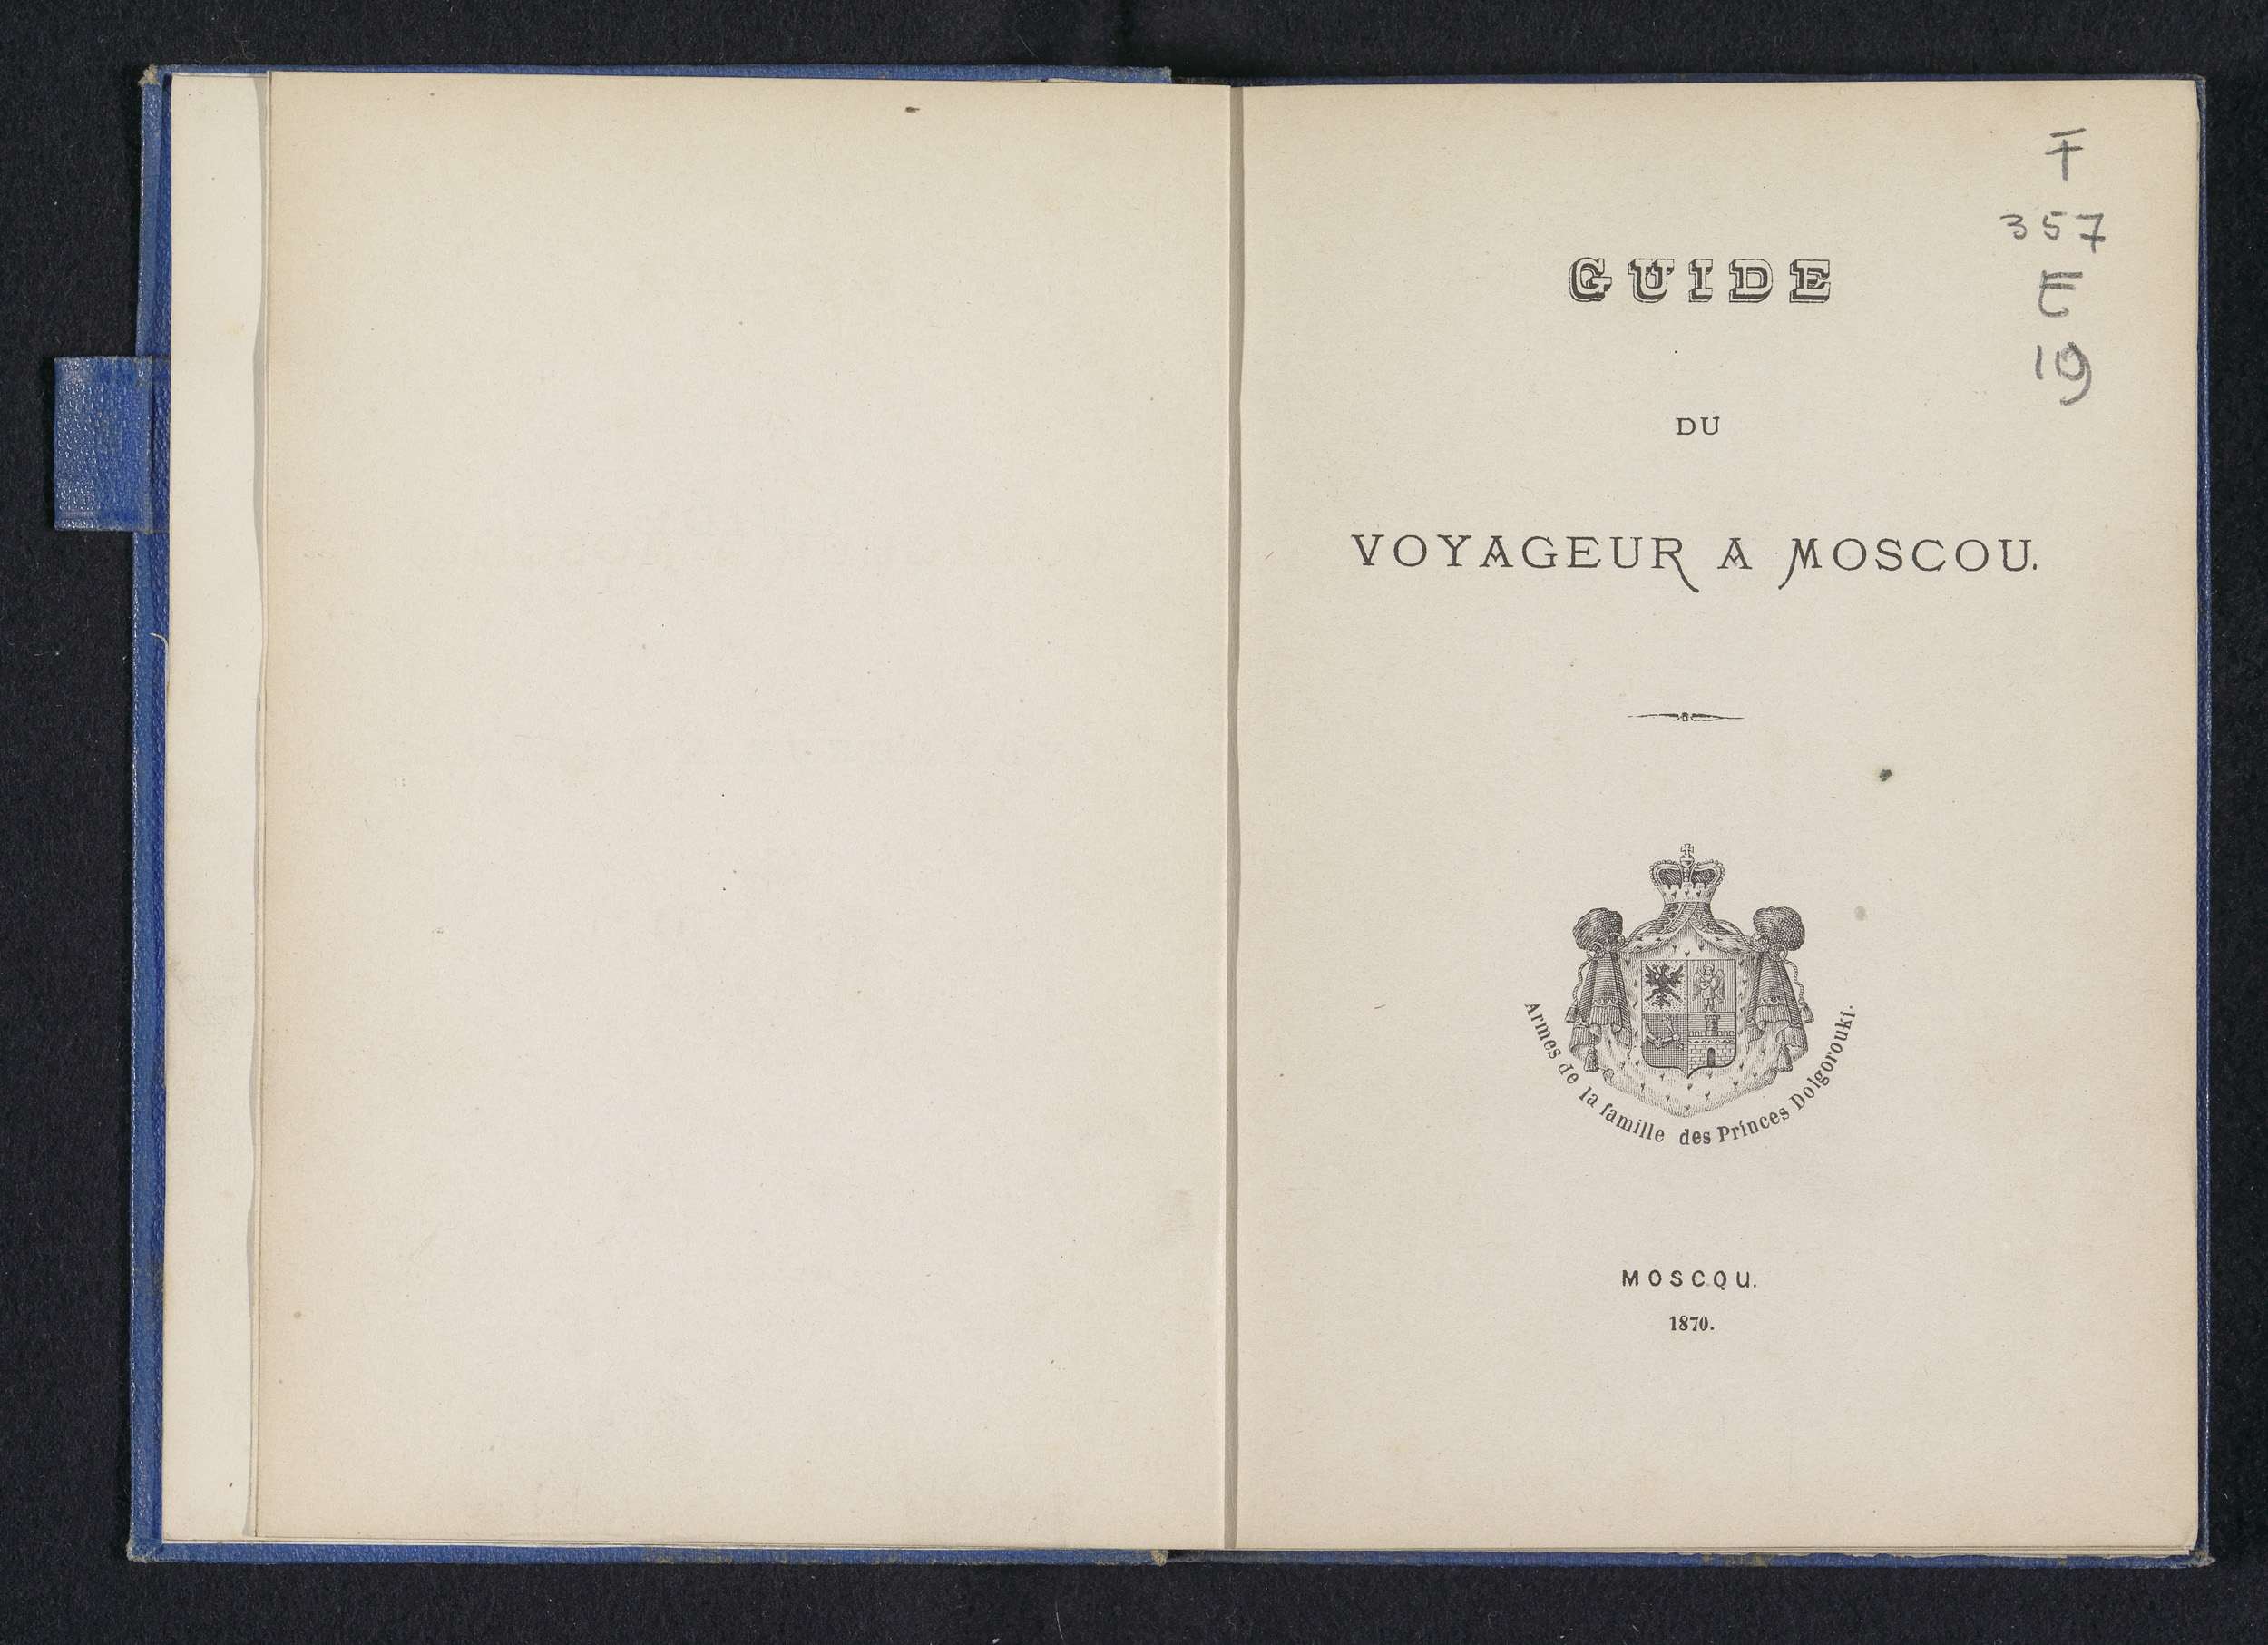 F
357
E
19
GUIDE
DU
VOYAGEUR A MOSCOU.
Armes de la famille des Princes Dolgorouki.
MOSCOU.
1870.